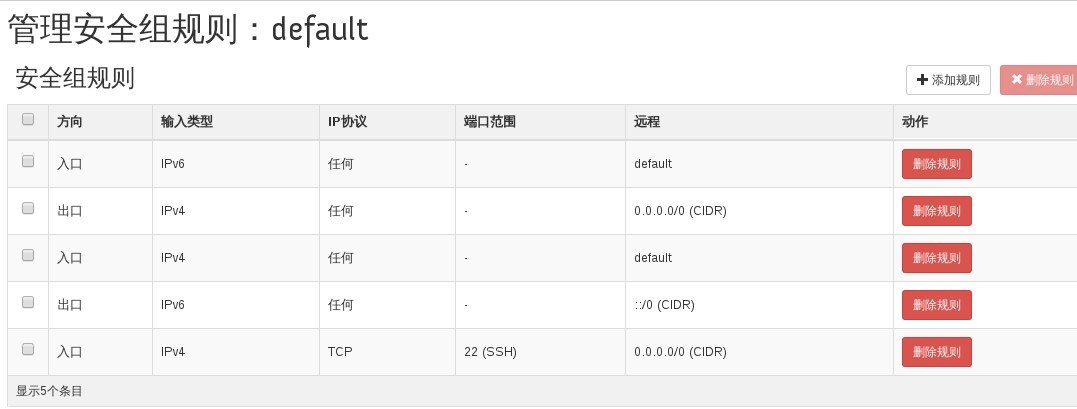 管理安全组规则：default
安全组规则
添加规则 删除规则
方向 输入类型 IP协议 端口范围 远程 动作
入口 IPv6 任何 - default 删除规则
出口 IPv4 任何 - 0.0.0.0/0 (CIDR) 删除规则
入口 IPv4 任何 - default 删除规则
出口 IPv6 任何 - ::/0 (CIDR) 删除规则
入口 IPv4 TCP 22 (SSH) 0.0.0.0/0 (CIDR) 删除规则
显示5个条目